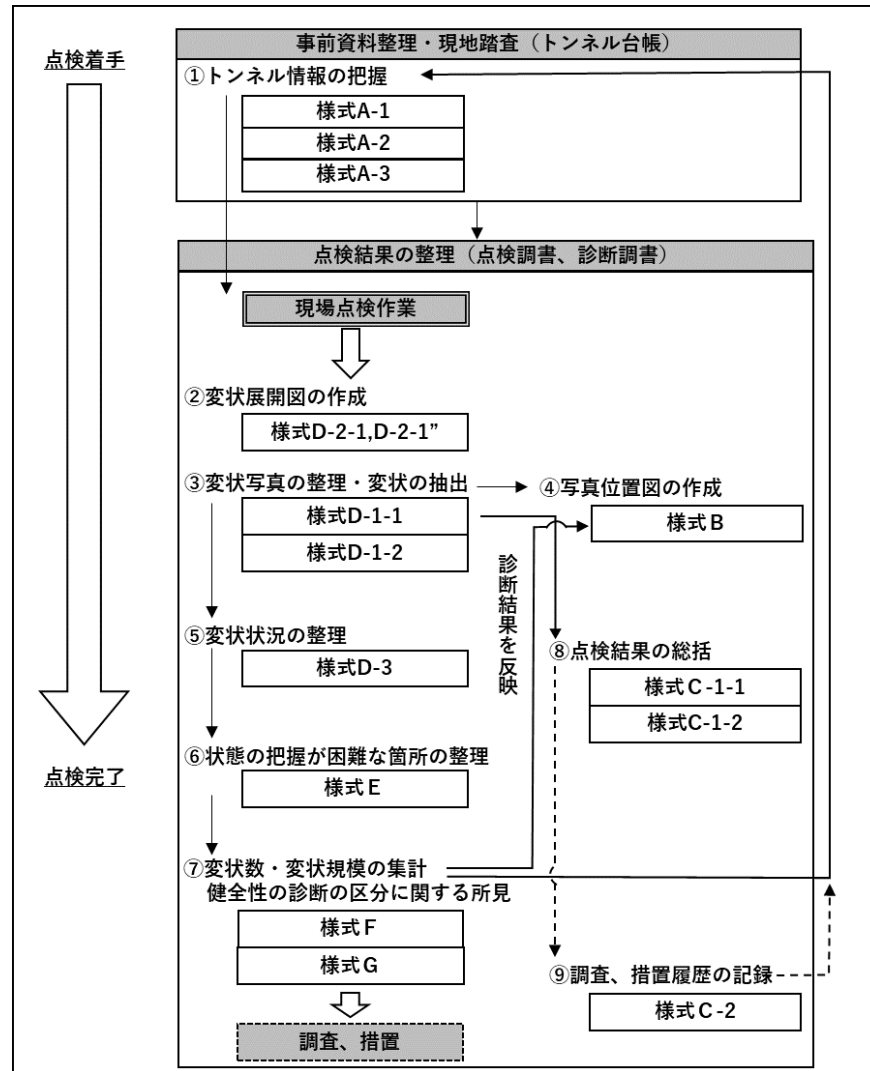 点検着手
事前資料整理・現地踏査（トンネル台帳）
①トンネル情報の把握
様式A-1
様式A-2
様式A-3
点検結果の整理（点検調書、診断調書）
現場点検作業
②変状展開図の作成
様式D-2-1,D-2-1”
③変状写真の整理・変状の抽出
様式D-1-1
様式D-1-2
④写真位置図の作成
様式Ｂ
診断結果を反映
⑤変状状況の整理
様式D-3
⑧点検結果の総括
様式Ｃ-1-1
様式C-1-2
⑥状態の把握が困難な箇所の整理
様式Ｅ
点検完了
⑦変状数・変状規模の集計
健全性の診断の区分に関する所見
様式Ｆ
様式Ｇ
⑨調査、措置履歴の記録
様式Ｃ-2
調査、措置